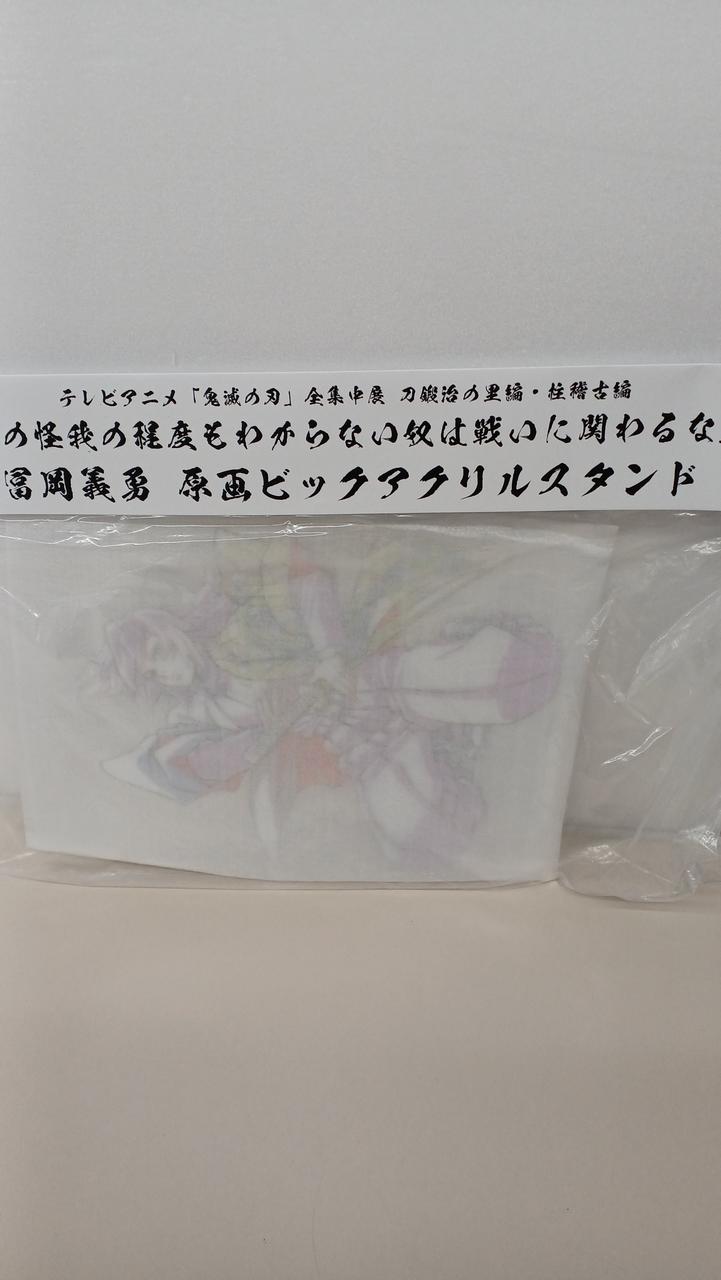 テレビアニメ「鬼滅の刃」全集中展 刀鍛冶の里編・柱稽古編
の怪我の程度もわからない奴は戦いに関わるな
冨岡義勇 原画ビックアクリルスタンド